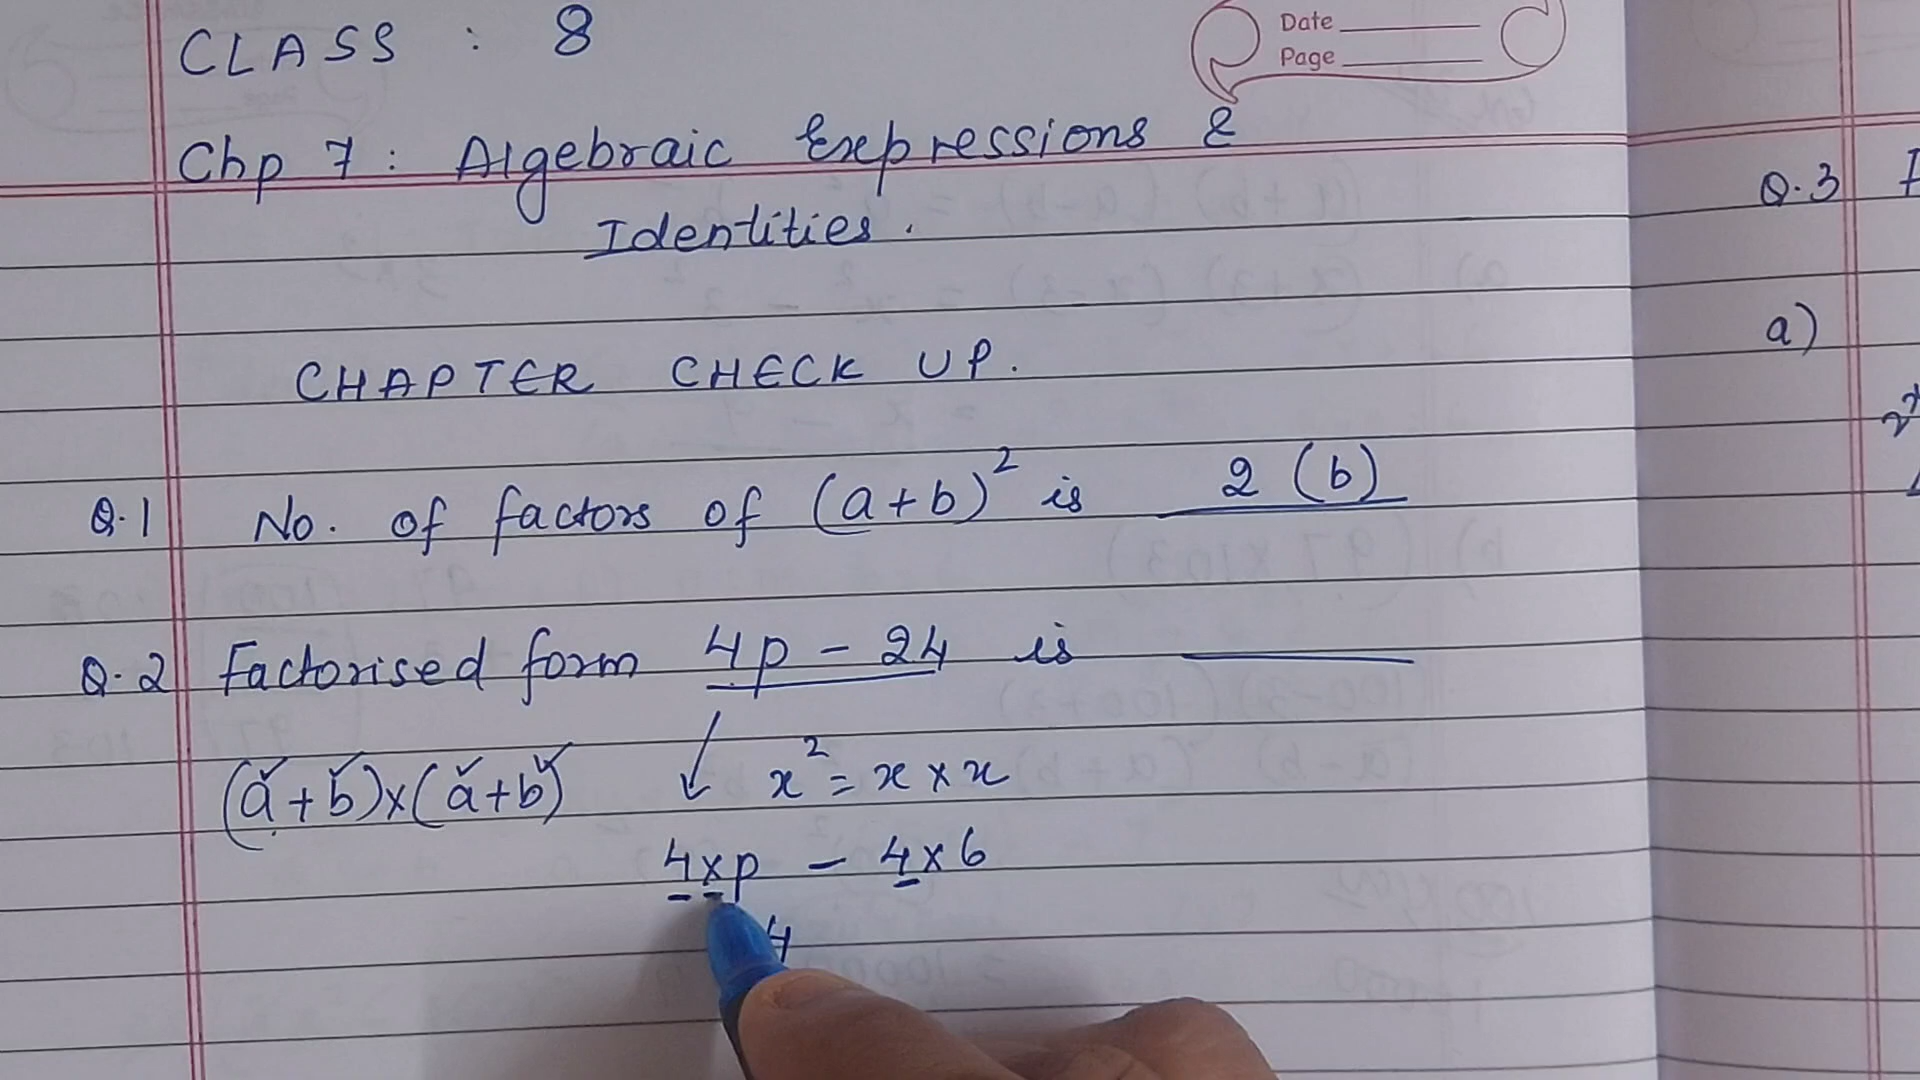 Date
Page
CLASS : 8
Chp 7 : Algebraic Expressions &
Identities.
CHAPTER CHECK UP.
Q.1 No. of factors of (a+b)² is 2 (b)
Q.2 Factorised form 4p - 24 is
(a+b)×(a+b)
x² = x × x
4×p - 4×6
4
Q.3
a)